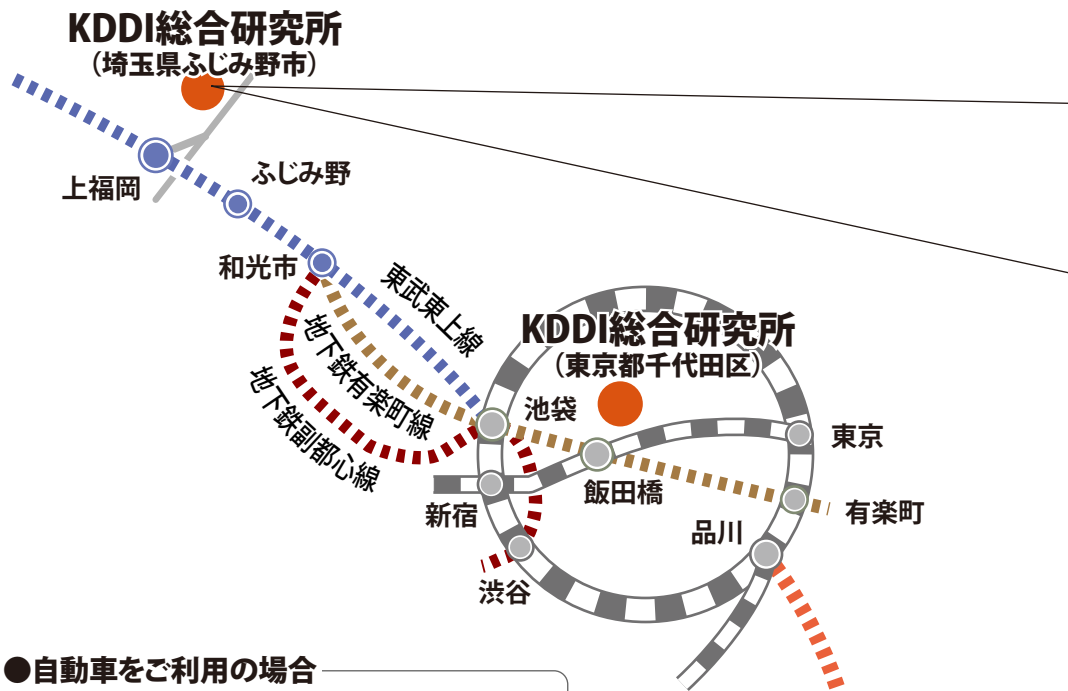 KDDI総合研究所
（埼玉県ふじみ野市）
上福岡
ふじみ野
和光市
東武東上線
地下鉄有楽町線
地下鉄副都心線
KDDI総合研究所
（東京都千代田区）
池袋
東京
飯田橋
新宿
有楽町
品川
渋谷
●自動車をご利用の場合